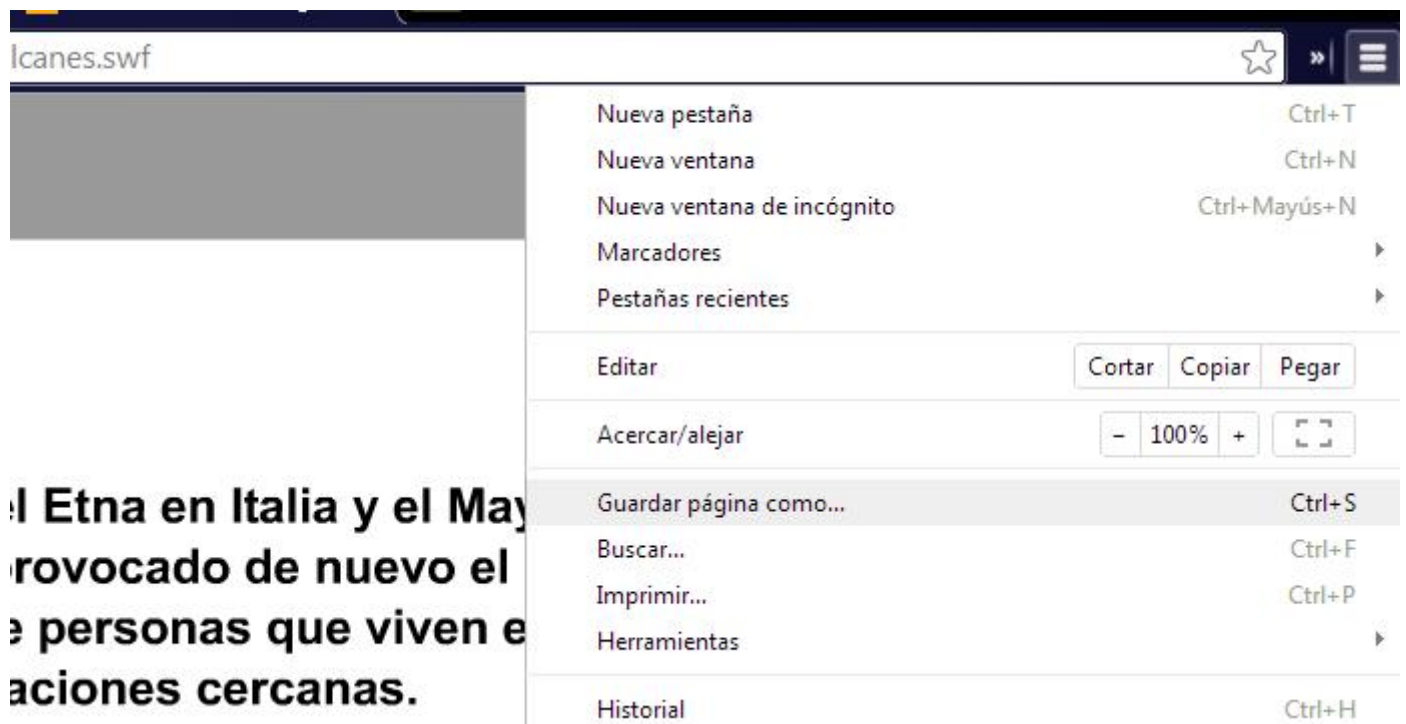 lcanes.swf
»
Nueva pestaña Ctrl+T
Nueva ventana Ctrl+N
Nueva ventana de incógnito Ctrl+Mayús+N
Marcadores
Pestañas recientes
Editar Cortar Copiar Pegar
Acercar/alejar - 100% +
Guardar página como... Ctrl+S
Buscar... Ctrl+F
Imprimir... Ctrl+P
Herramientas
Historial Ctrl+H
el Etna en Italia y el May
rovocado de nuevo el
e personas que viven e
aciones cercanas.